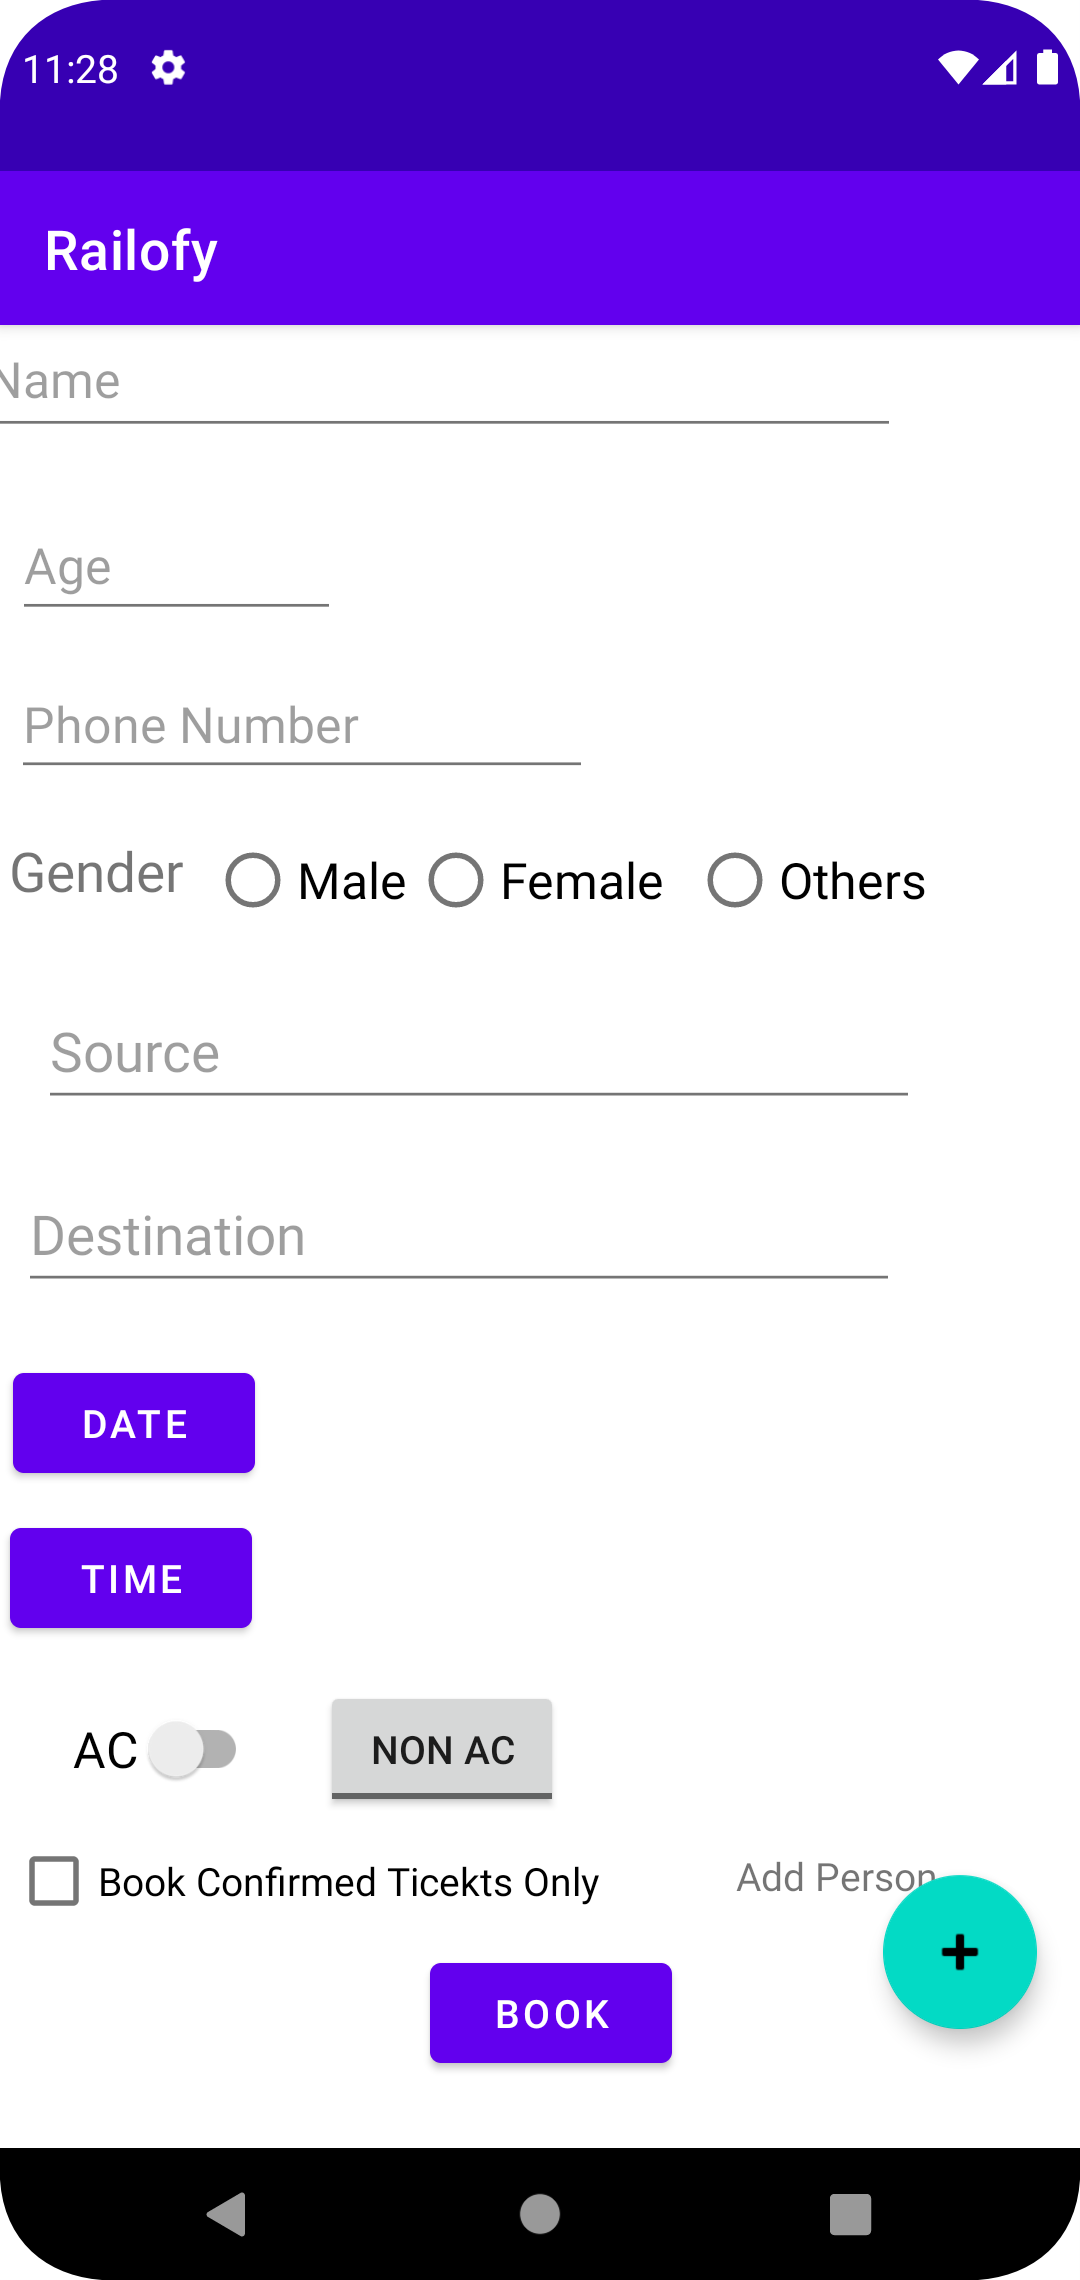 11:28
Railofy
Name
Age
Phone Number
Gender Male Female Others
Source
Destination
DATE
TIME
AC NON AC
Book Confirmed Ticekts Only Add Person
BOOK